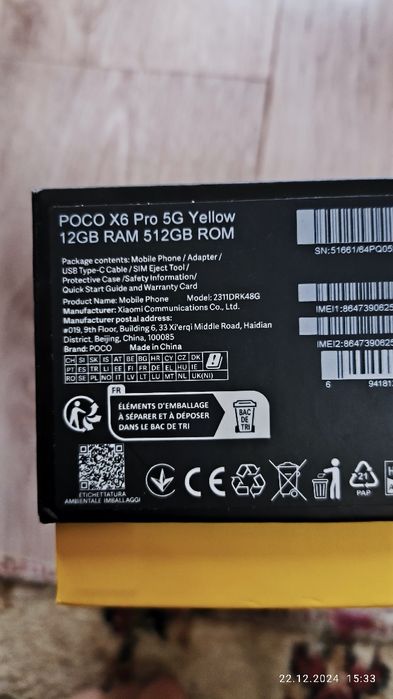 POCO X6 Pro 5G Yellow
12GB RAM 512GB ROM
Package contents: Mobile Phone / Adapter /
USB Type-C Cable / SIM Eject Tool /
Protective Case /Safety Information/
Quick Start Guide and Warranty Card
Product Name: Mobile Phone Model: 2311DRK48G
Manufacturer: Xiaomi Communications Co., Ltd.
Manufacturer postal address:
#019, 9th Floor, Building 6, 33 Xi'erqi Middle Road, Haidian
District, Beijing, China, 100085
Brand: POCO Made in China
CH SI SK IS AT BE BG HR CY CZ DK
PT ES TR LI EE FI FR DE EL HU IE
RO SE PL NO IT LV LT LU MT NL UK(NI)
SN:51661/64PQ05
IMEI1:8647390625
IMEI2:8647390625
6 94181
FR
ÉLÉMENTS D'EMBALLAGE
À SÉPARER ET À DÉPOSER
DANS LE BAC DE TRI
BAC
DE
TRI
ETICHETTATURA
AMBIENTALE IMBALLAGGI
CE
21
PAP
22.12.2024 15:33